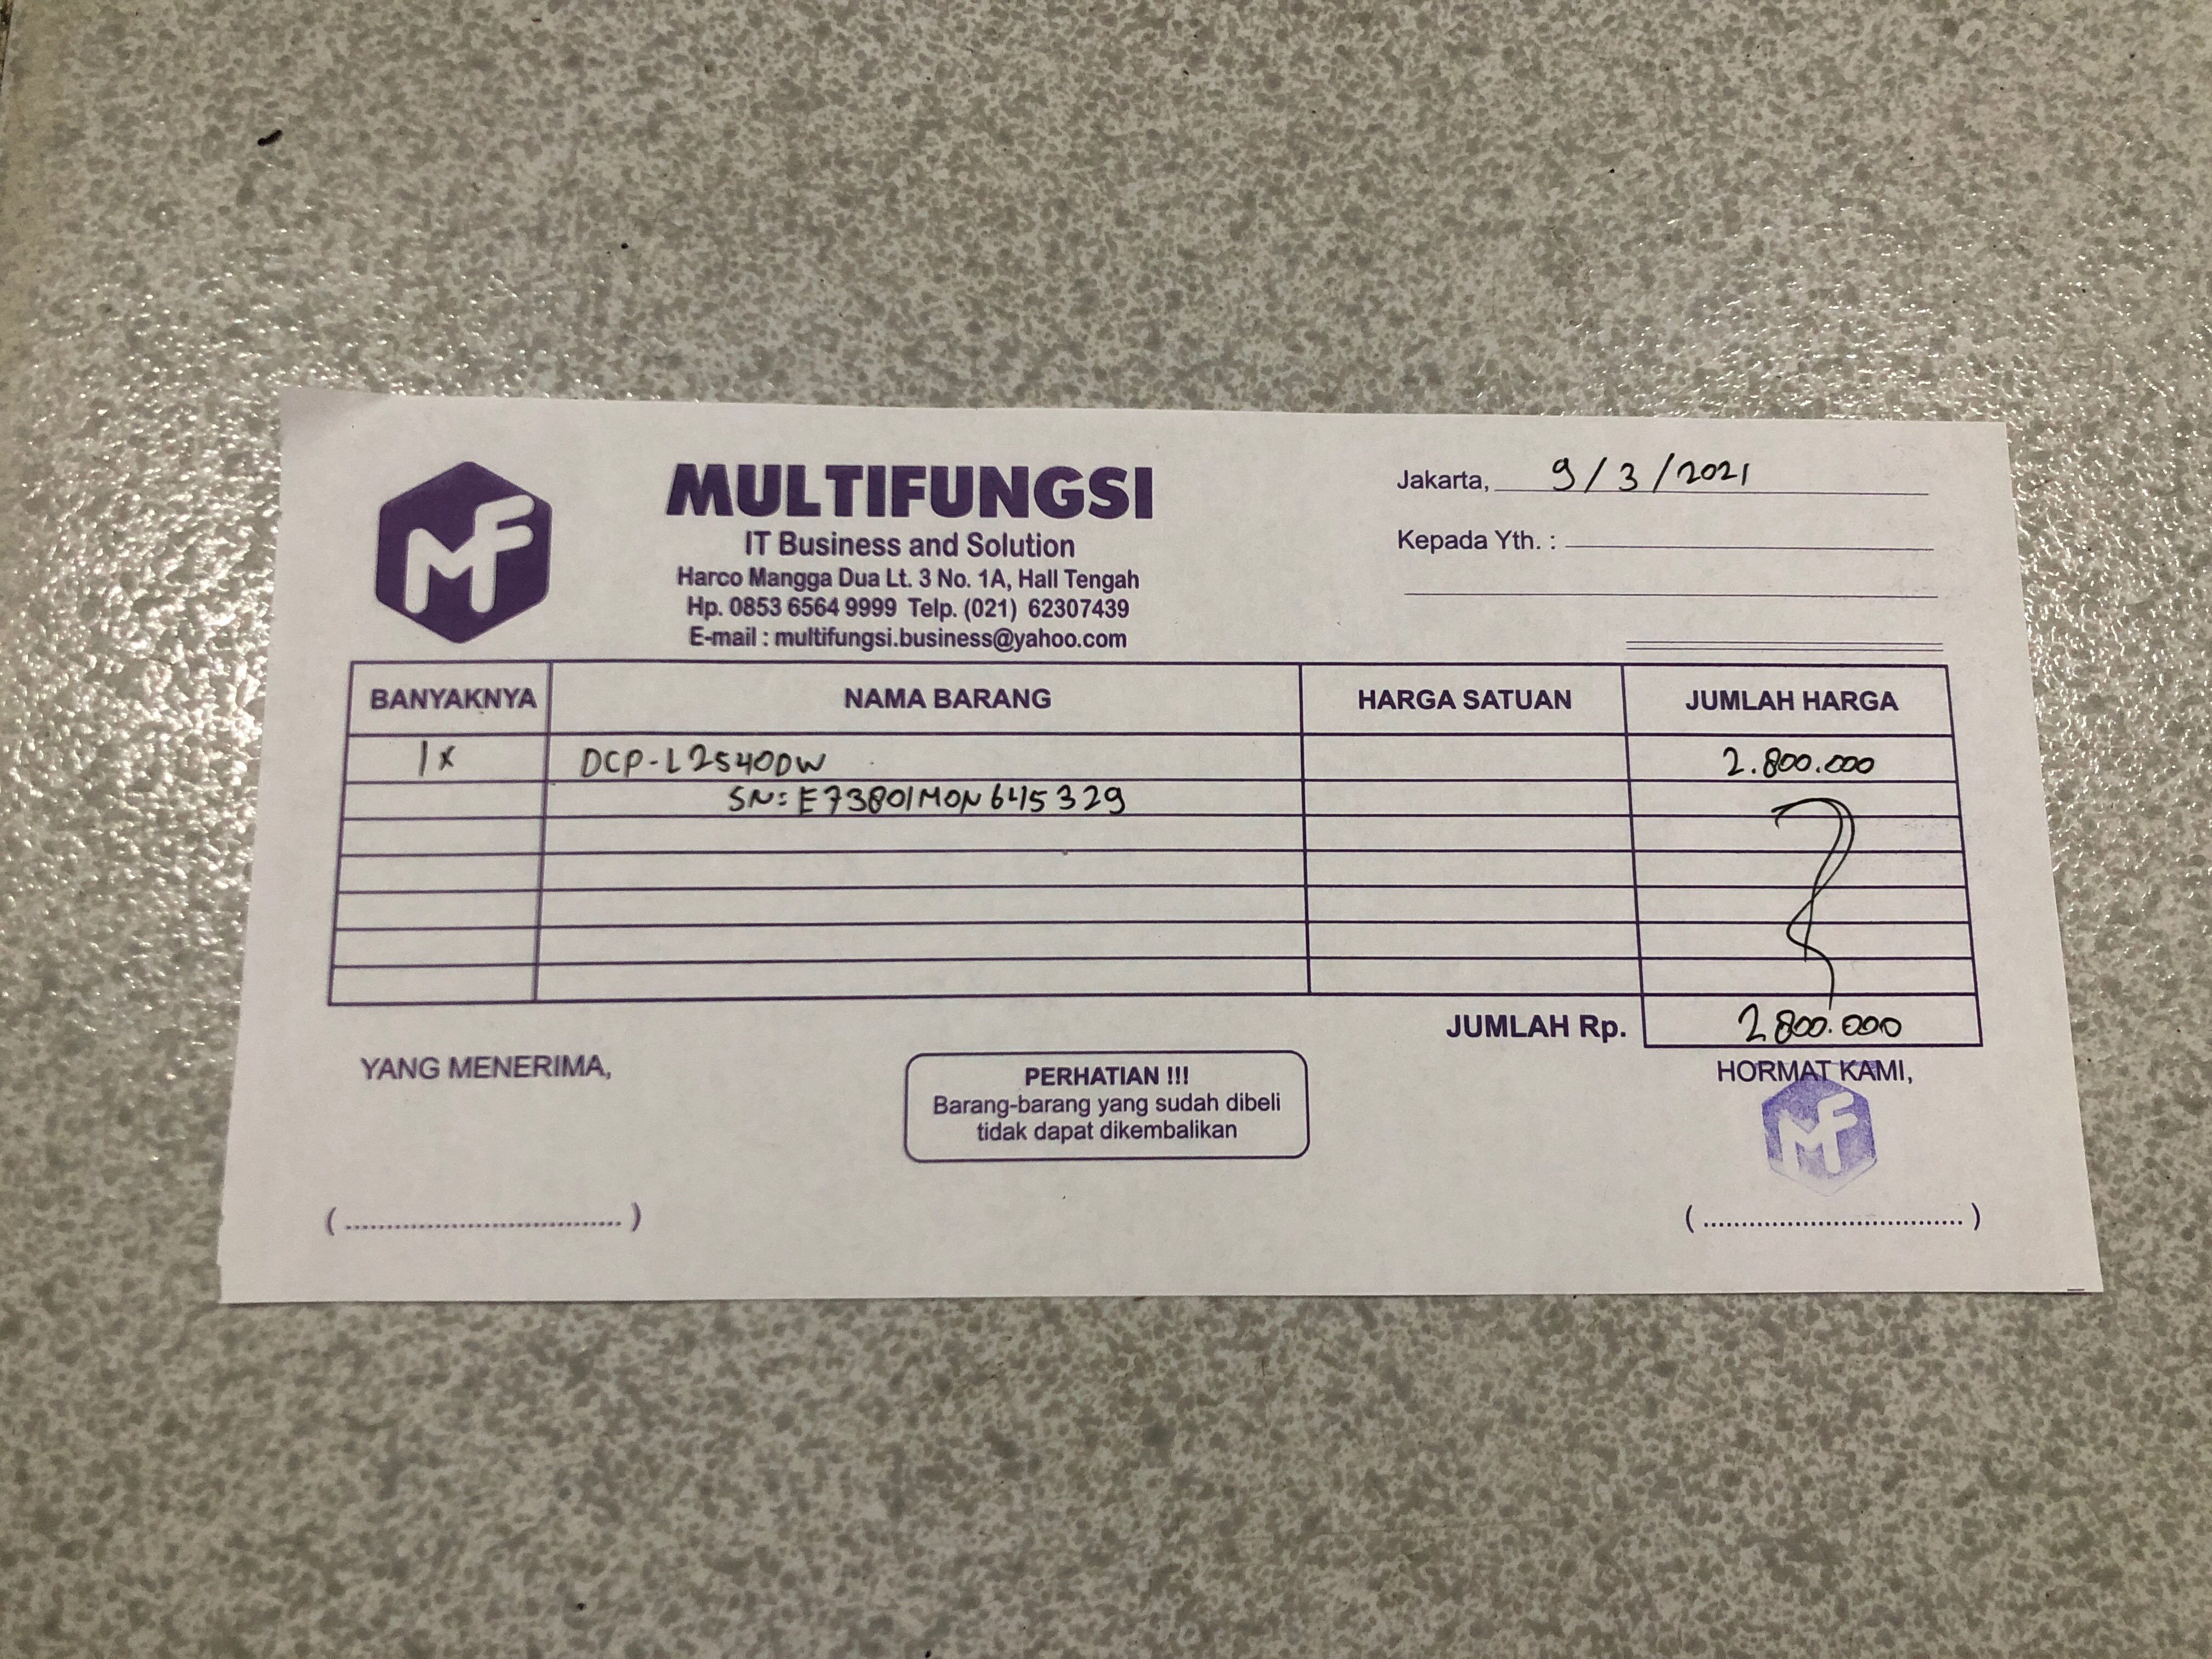 MF
MULTIFUNGSI
IT Business and Solution
Harco Mangga Dua Lt. 3 No. 1A, Hall Tengah
Hp. 0853 6564 9999 Telp. (021) 62307439
E-mail : multifungsi.business@yahoo.com
Jakarta, 9/3/2021
Kepada Yth. :
BANYAKNYA NAMA BARANG HARGA SATUAN JUMLAH HARGA
1x DCP-L2540DW 2.800.000
SN: E73801M0N645329
JUMLAH Rp. 2.800.000
YANG MENERIMA,
PERHATIAN !!!
Barang-barang yang sudah dibeli
tidak dapat dikembalikan
HORMAT KAMI,
MF
(....................................)
(....................................)